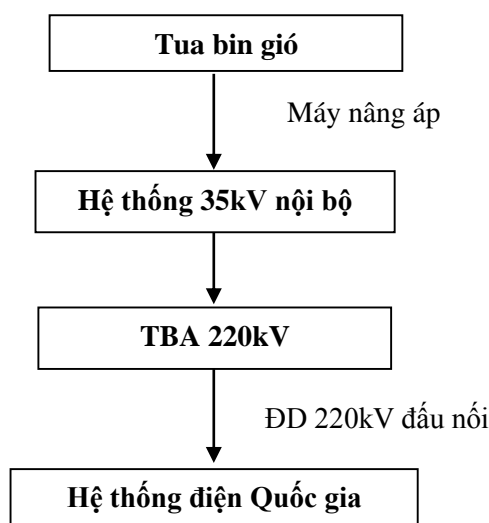 Tua bin gió
Máy nâng áp
Hệ thống 35kV nội bộ
TBA 220kV
ĐD 220kV đấu nối
Hệ thống điện Quốc gia